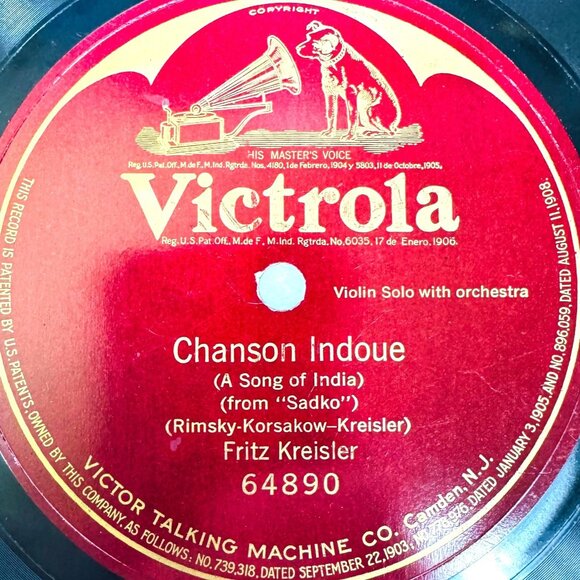 COPYRIGHT
HIS MASTER'S VOICE
Reg.U.S.Pat.Off., M.de F., M.Ind. Rgtrda. Nos. 4180, 1 de Febrero, 1904 y 5803, 11 de Octubre, 1905.
Victrola
Reg. U.S. Pat. Off., M. de F., M. Ind. Rgtrda. No. 6035, 17 de Enero, 1906.
Violin Solo with orchestra
Chanson Indoue
(A Song of India)
(from "Sadko")
(Rimsky-Korsakow–Kreisler)
Fritz Kreisler
64890
VICTOR TALKING MACHINE CO. Camden, N.J.
THIS RECORD IS PATENTED BY U.S. PATENTS, OWNED BY THIS COMPANY, AS FOLLOWS: NO. 739,318, DATED SEPTEMBER 22, 1903; DATED JANUARY 3, 1905, AND NO. 896,059, DATED AUGUST 11, 1908.